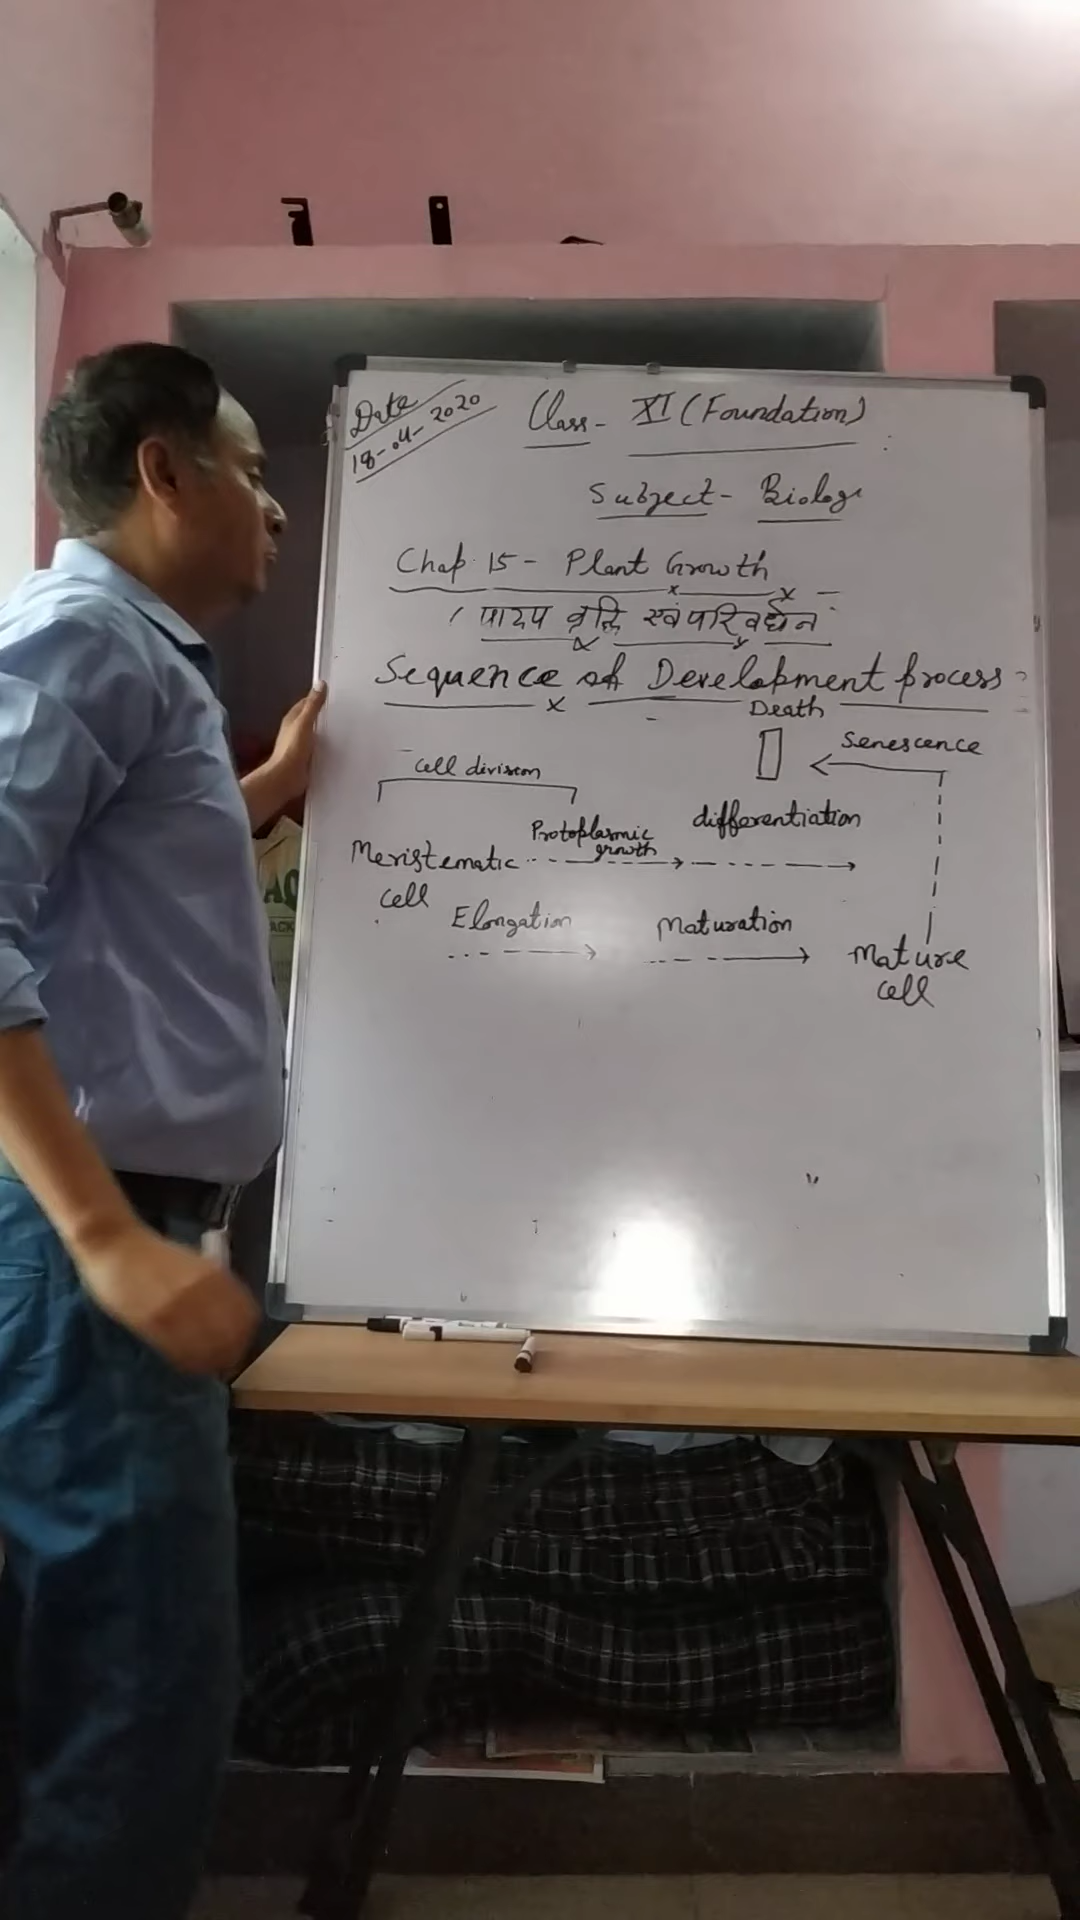 Date
18-04-2020
Class - XI (Foundation)
Subject - Biology
Chap. 15 - Plant Growth
पादप वृद्धि एवं परिवर्धन
Sequence of Development process
Death
Senescence
Cell division
differentiation
Protoplasmic
growth
Meristematic
cell
Elongation
Maturation
Mature
cell